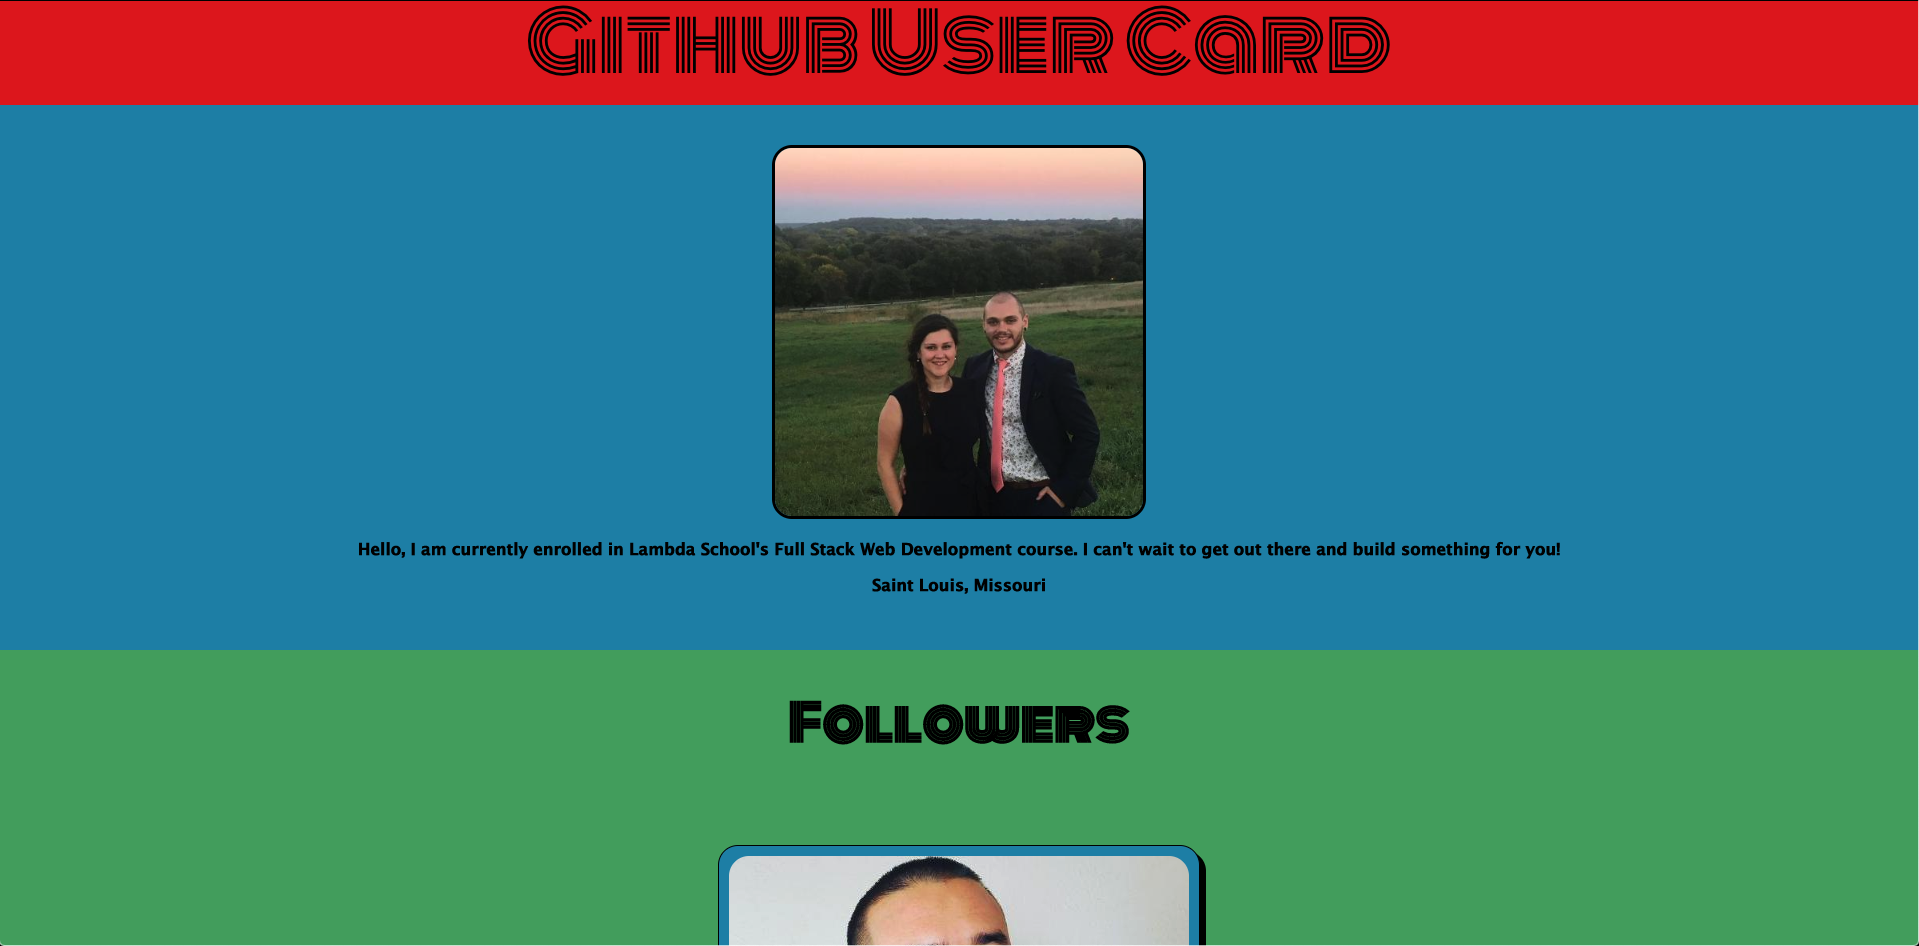 Github User Card
Hello, I am currently enrolled in Lambda School's Full Stack Web Development course. I can't wait to get out there and build something for you!
Saint Louis, Missouri
Followers